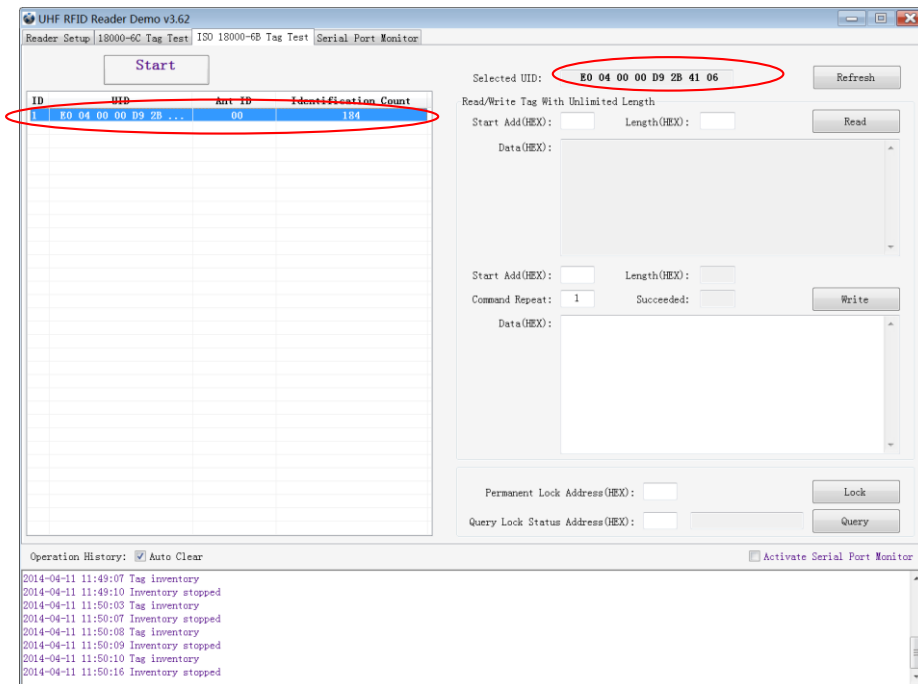 UHF RFID Reader Demo v3.62
Reader Setup 18000-6C Tag Test ISO 18000-6B Tag Test Serial Port Monitor
Start
Selected UID: E0 04 00 00 D9 2B 41 06 Refresh
ID UID Ant ID Identification Count
1 E0 04 00 00 D9 2B ... 00 184
Read/Write Tag With Unlimited Length
Start Add(HEX): Length(HEX): Read
Data(HEX):
Start Add(HEX): Length(HEX):
Command Repeat: 1 Succeeded: Write
Data(HEX):
Permanent Lock Address(HEX): Lock
Query Lock Status Address(HEX): Query
Operation History: Auto Clear Activate Serial Port Monitor
2014-04-11 11:49:07 Tag inventory
2014-04-11 11:49:10 Inventory stopped
2014-04-11 11:50:03 Tag inventory
2014-04-11 11:50:07 Inventory stopped
2014-04-11 11:50:08 Tag inventory
2014-04-11 11:50:09 Inventory stopped
2014-04-11 11:50:10 Tag inventory
2014-04-11 11:50:16 Inventory stopped